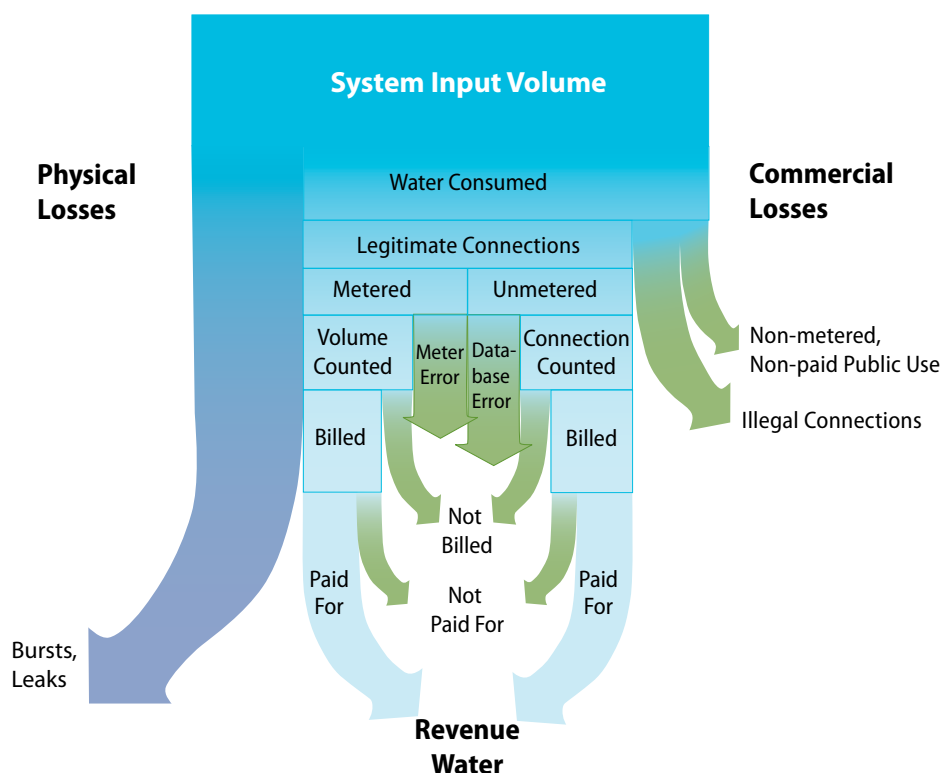 System Input Volume
Physical
Losses
Water Consumed
Commercial
Losses
Legitimate Connections
Metered
Unmetered
Volume
Counted
Meter
Error
Data-
base
Error
Connection
Counted
Non-metered,
Non-paid Public Use
Illegal Connections
Billed
Billed
Not
Billed
Paid
For
Not
Paid For
Paid
For
Bursts,
Leaks
Revenue
Water